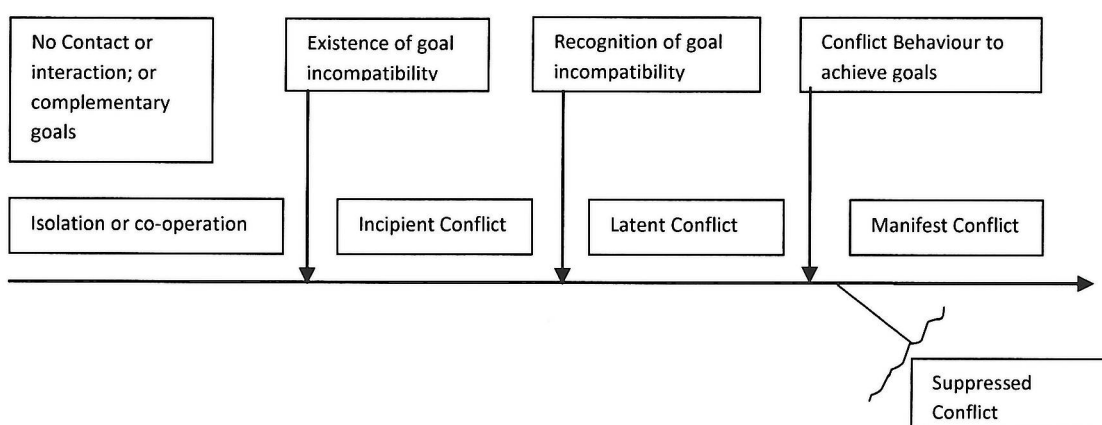 No Contact or
interaction; or
complementary
goals
Existence of goal
incompatibility
Recognition of goal
incompatibility
Conflict Behaviour to
achieve goals
Isolation or co-operation
Incipient Conflict
Latent Conflict
Manifest Conflict
Suppressed
Conflict